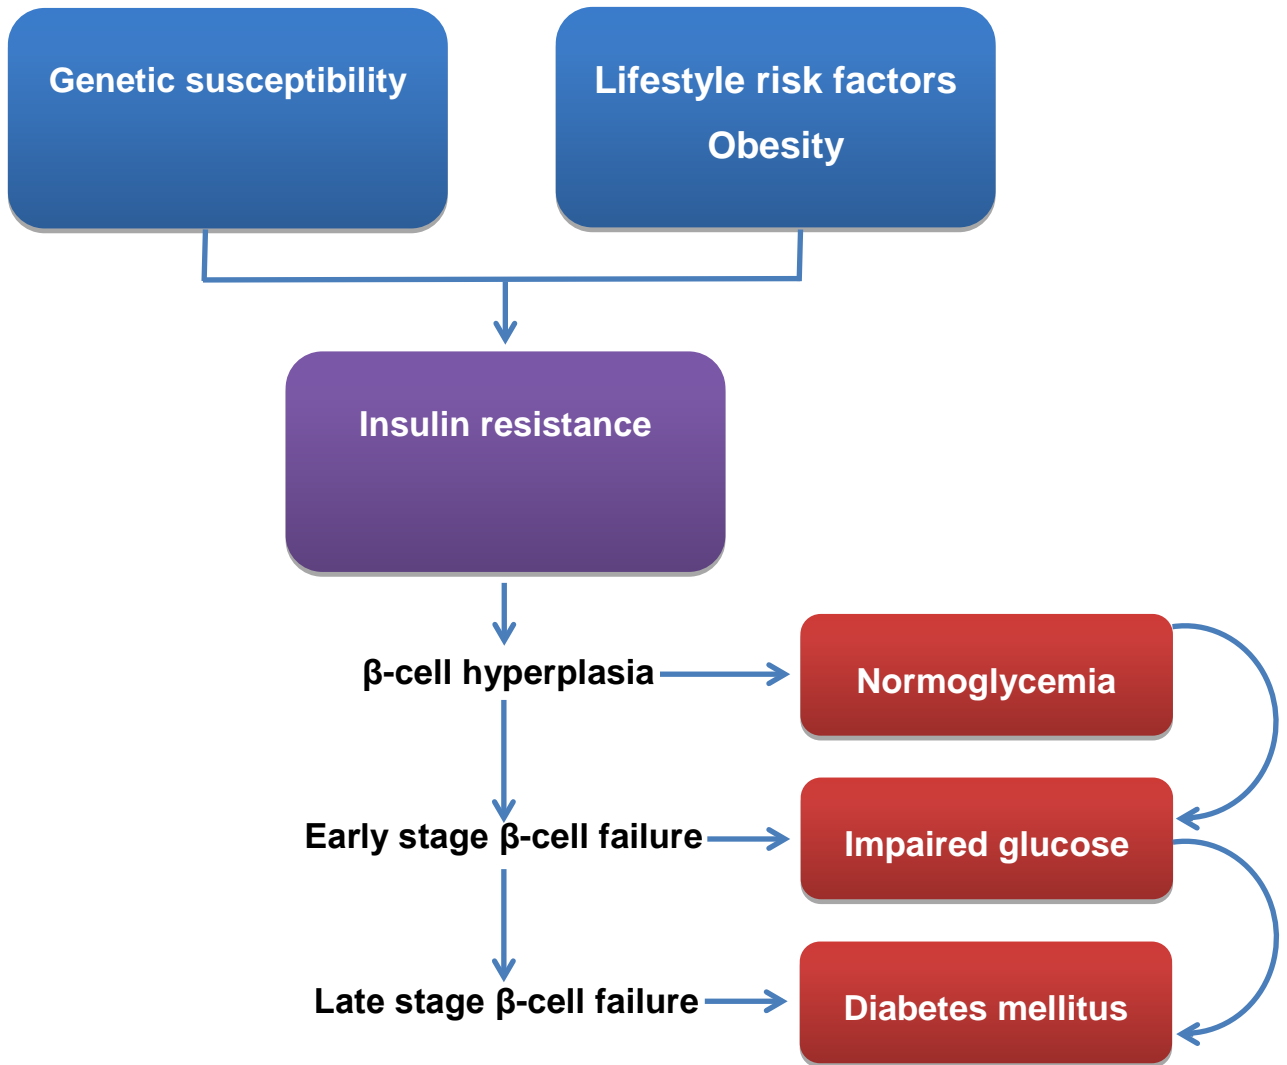 Genetic susceptibility
Lifestyle risk factors
Obesity
Insulin resistance
β-cell hyperplasia
Normoglycemia
Early stage β-cell failure
Impaired glucose
Late stage β-cell failure
Diabetes mellitus